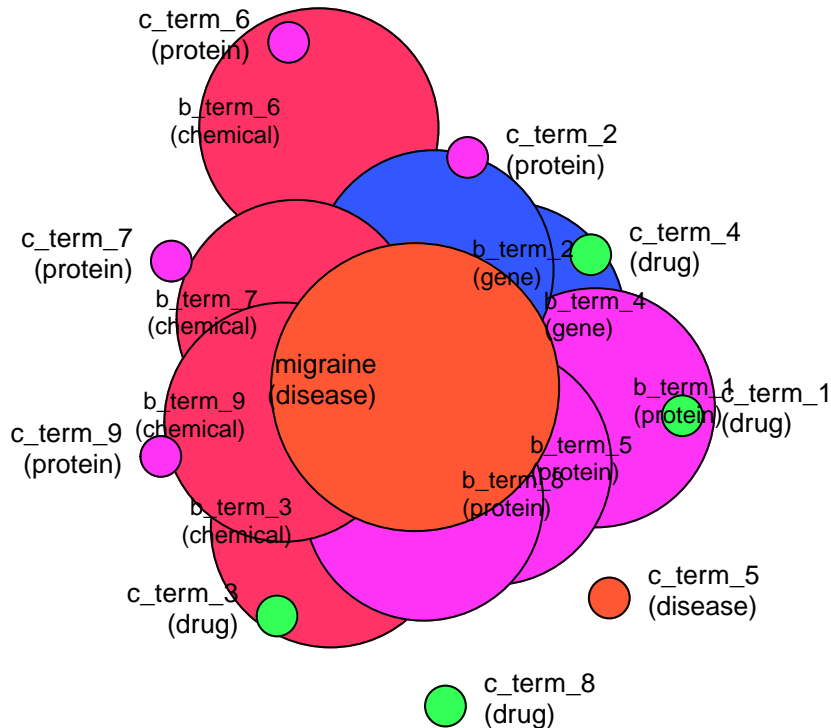 c_term_6
(protein)
b_term_6
(chemical)
c_term_2
(protein)
c_term_7
(protein)
b_term_2
(gene)
c_term_4
(drug)
b_term_7
(chemical)
b_term_4
(gene)
migraine
(disease)
b_term_1
(protein)
c_term_1
(drug)
b_term_9
(chemical)
c_term_9
(protein)
b_term_5
(protein)
b_term_8
(protein)
b_term_3
(chemical)
c_term_3
(drug)
c_term_5
(disease)
c_term_8
(drug)